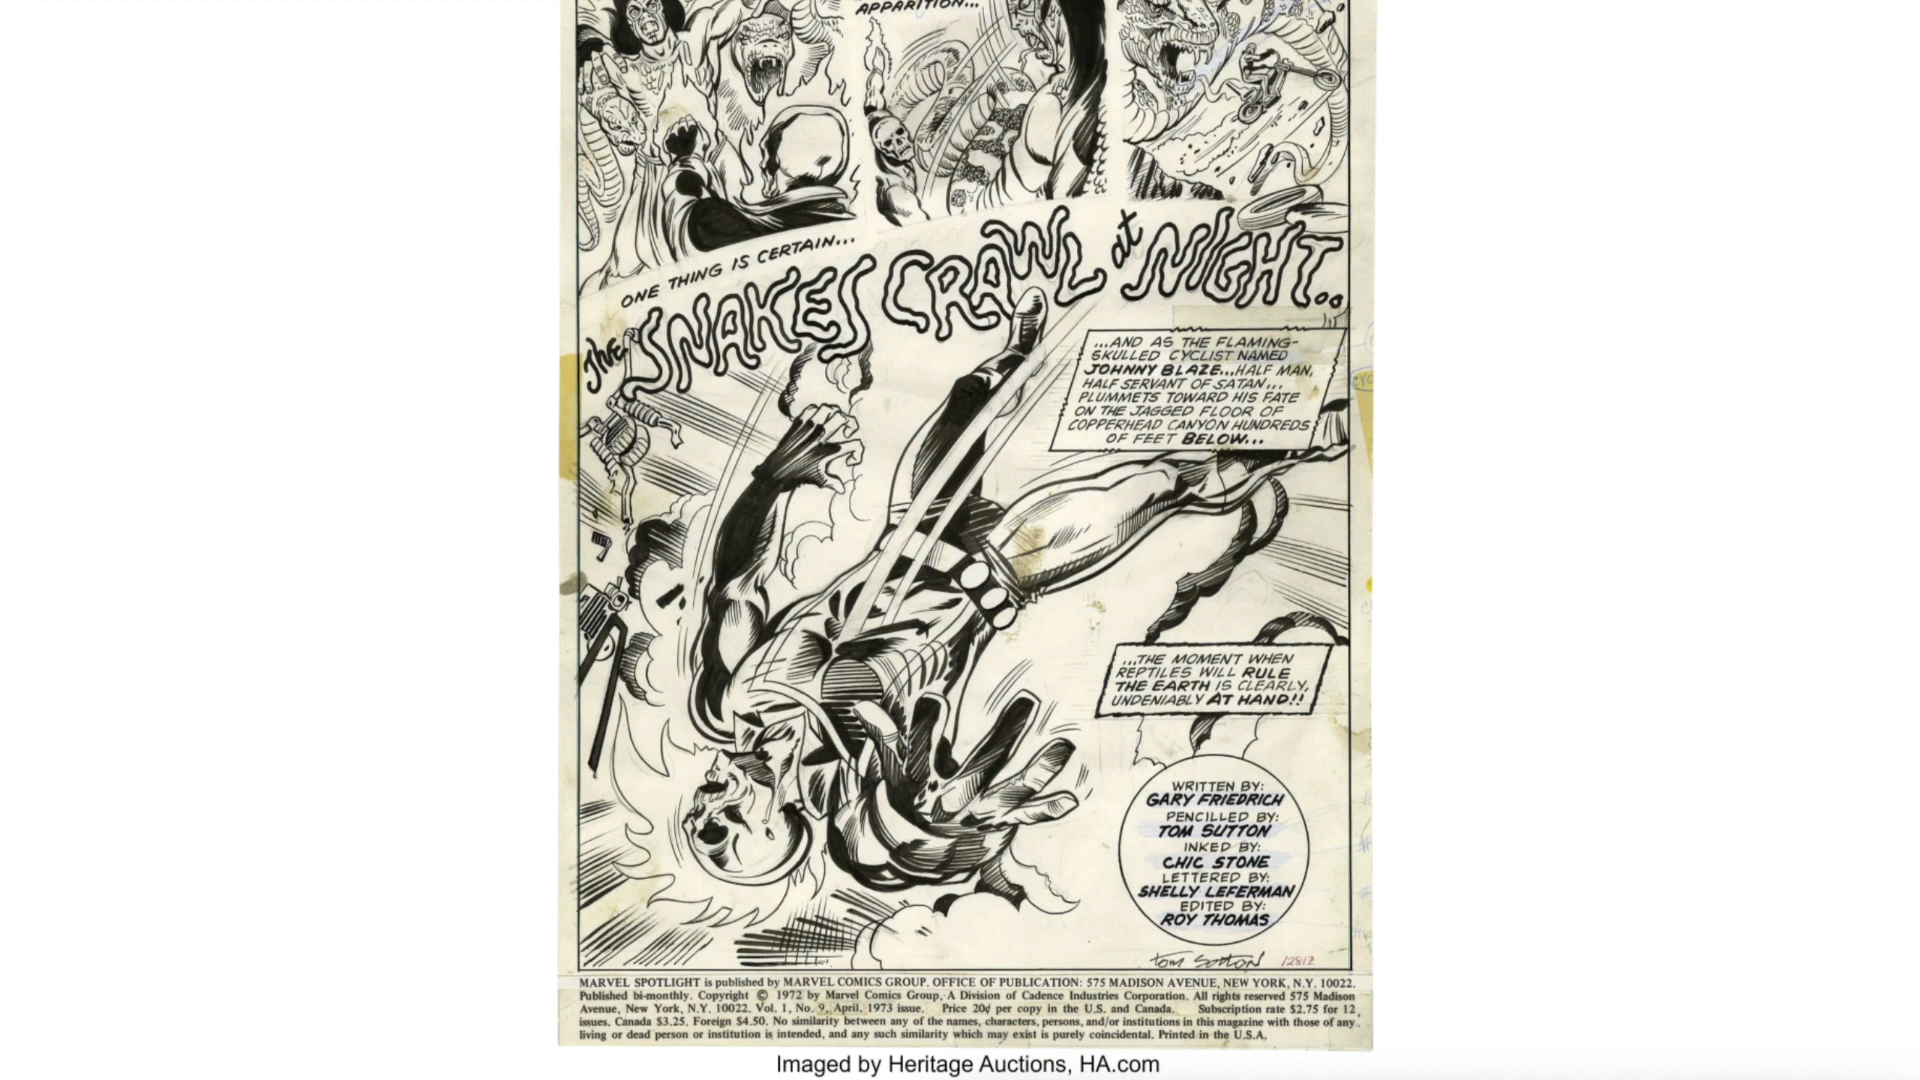 APPARITION...
ONE THING IS CERTAIN...
The SNAKES CRAWL at NIGHT..
...AND AS THE FLAMING-
SKULLED CYCLIST NAMED
JOHNNY BLAZE...HALF MAN,
HALF SERVANT OF SATAN...
PLUMMETS TOWARD HIS FATE
ON THE JAGGED FLOOR OF
COPPERHEAD CANYON HUNDREDS
OF FEET BELOW...
...THE MOMENT WHEN
REPTILES WILL RULE
THE EARTH IS CLEARLY,
UNDENIABLY AT HAND!!
WRITTEN BY:
GARY FRIEDRICH
PENCILLED BY:
TOM SUTTON
INKED BY:
CHIC STONE
LETTERED BY:
SHELLY LEFERMAN
EDITED BY:
ROY THOMAS
Tom Sutton
MARVEL SPOTLIGHT is published by MARVEL COMICS GROUP. OFFICE OF PUBLICATION: 575 MADISON AVENUE, NEW YORK, N.Y. 10022.
Published bi-monthly. Copyright © 1972 by Marvel Comics Group, A Division of Cadence Industries Corporation. All rights reserved 575 Madison
Avenue, New York, N.Y. 10022. Vol. 1, No. 9, April, 1973 issue. Price 20¢ per copy in the U.S. and Canada. Subscription rate $2.75 for 12
issues. Canada $3.25. Foreign $4.50. No similarity between any of the names, characters, persons, and/or institutions in this magazine with those of any
living or dead person or institution is intended, and any such similarity which may exist is purely coincidental. Printed in the U.S.A.
Imaged by Heritage Auctions, HA.com